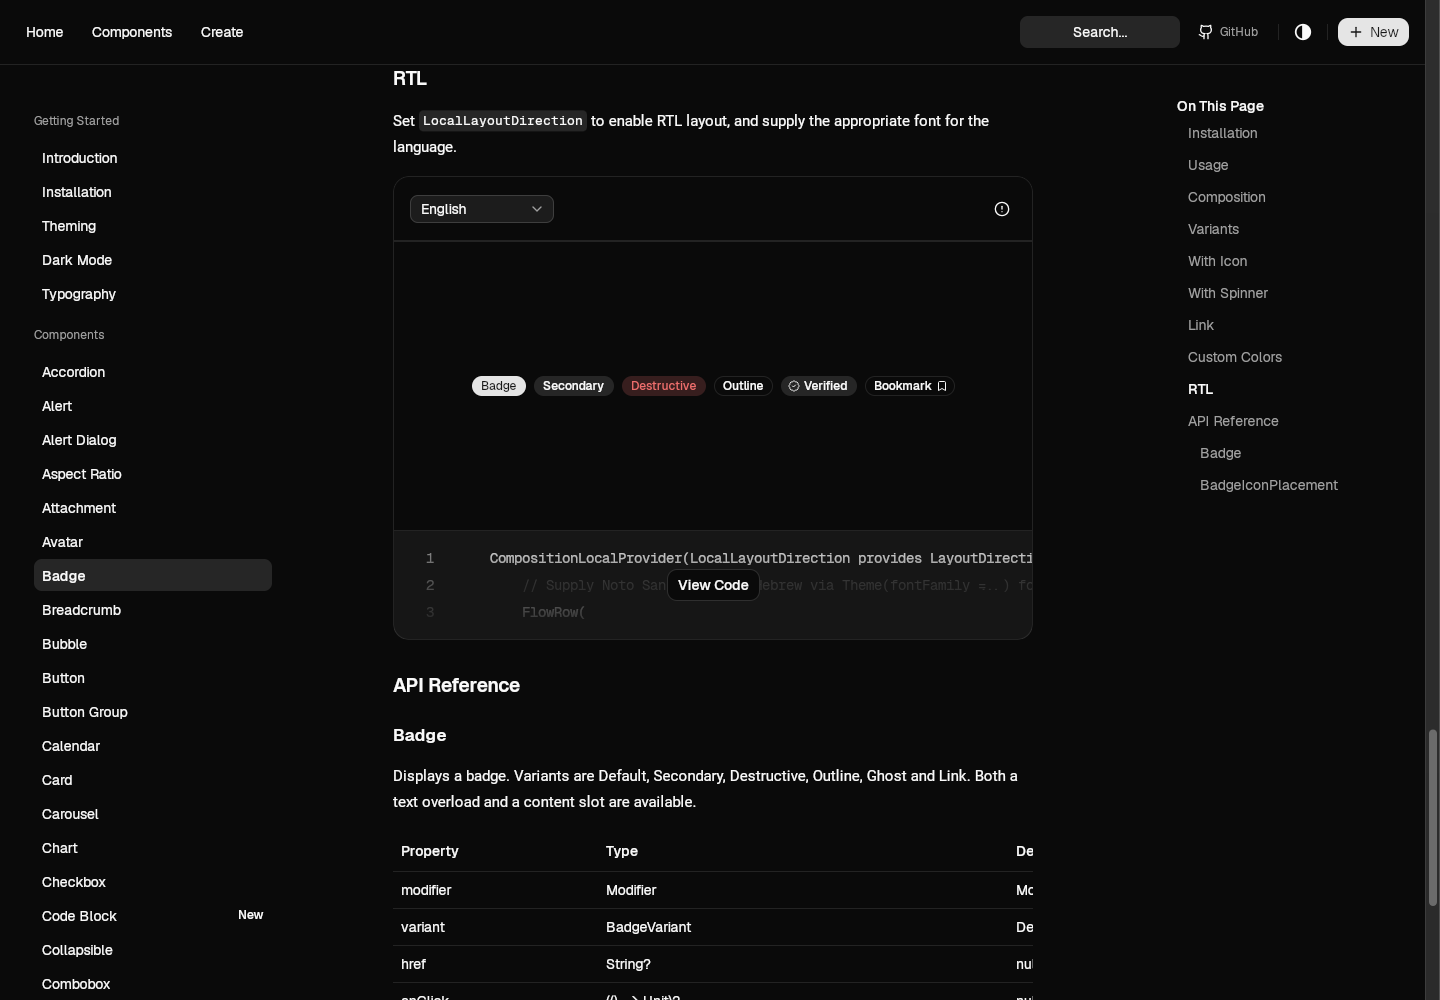 Home
Components
Create
Search...
GitHub
New
Getting Started
Introduction
Installation
Theming
Dark Mode
Typography
Components
Accordion
Alert
Alert Dialog
Aspect Ratio
Attachment
Avatar
Badge
Breadcrumb
Bubble
Button
Button Group
Calendar
Card
Carousel
Chart
Checkbox
Code Block
New
Collapsible
Combobox
RTL
Set LocalLayoutDirection to enable RTL layout, and supply the appropriate font for the
language.
English
Badge
Secondary
Destructive
Outline
Verified
Bookmark
1 CompositionLocalProvider(LocalLayoutDirection provides LayoutDirecti
2 // Supply Noto San
ebrew via Theme(fontFamily = ..) fo
View Code
3 FlowRow(
API Reference
Badge
Displays a badge. Variants are Default, Secondary, Destructive, Outline, Ghost and Link. Both a
text overload and a content slot are available.
Property Type De
modifier Modifier Mo
variant BadgeVariant De
href String? nul
On This Page
Installation
Usage
Composition
Variants
With Icon
With Spinner
Link
Custom Colors
RTL
API Reference
Badge
BadgeIconPlacement